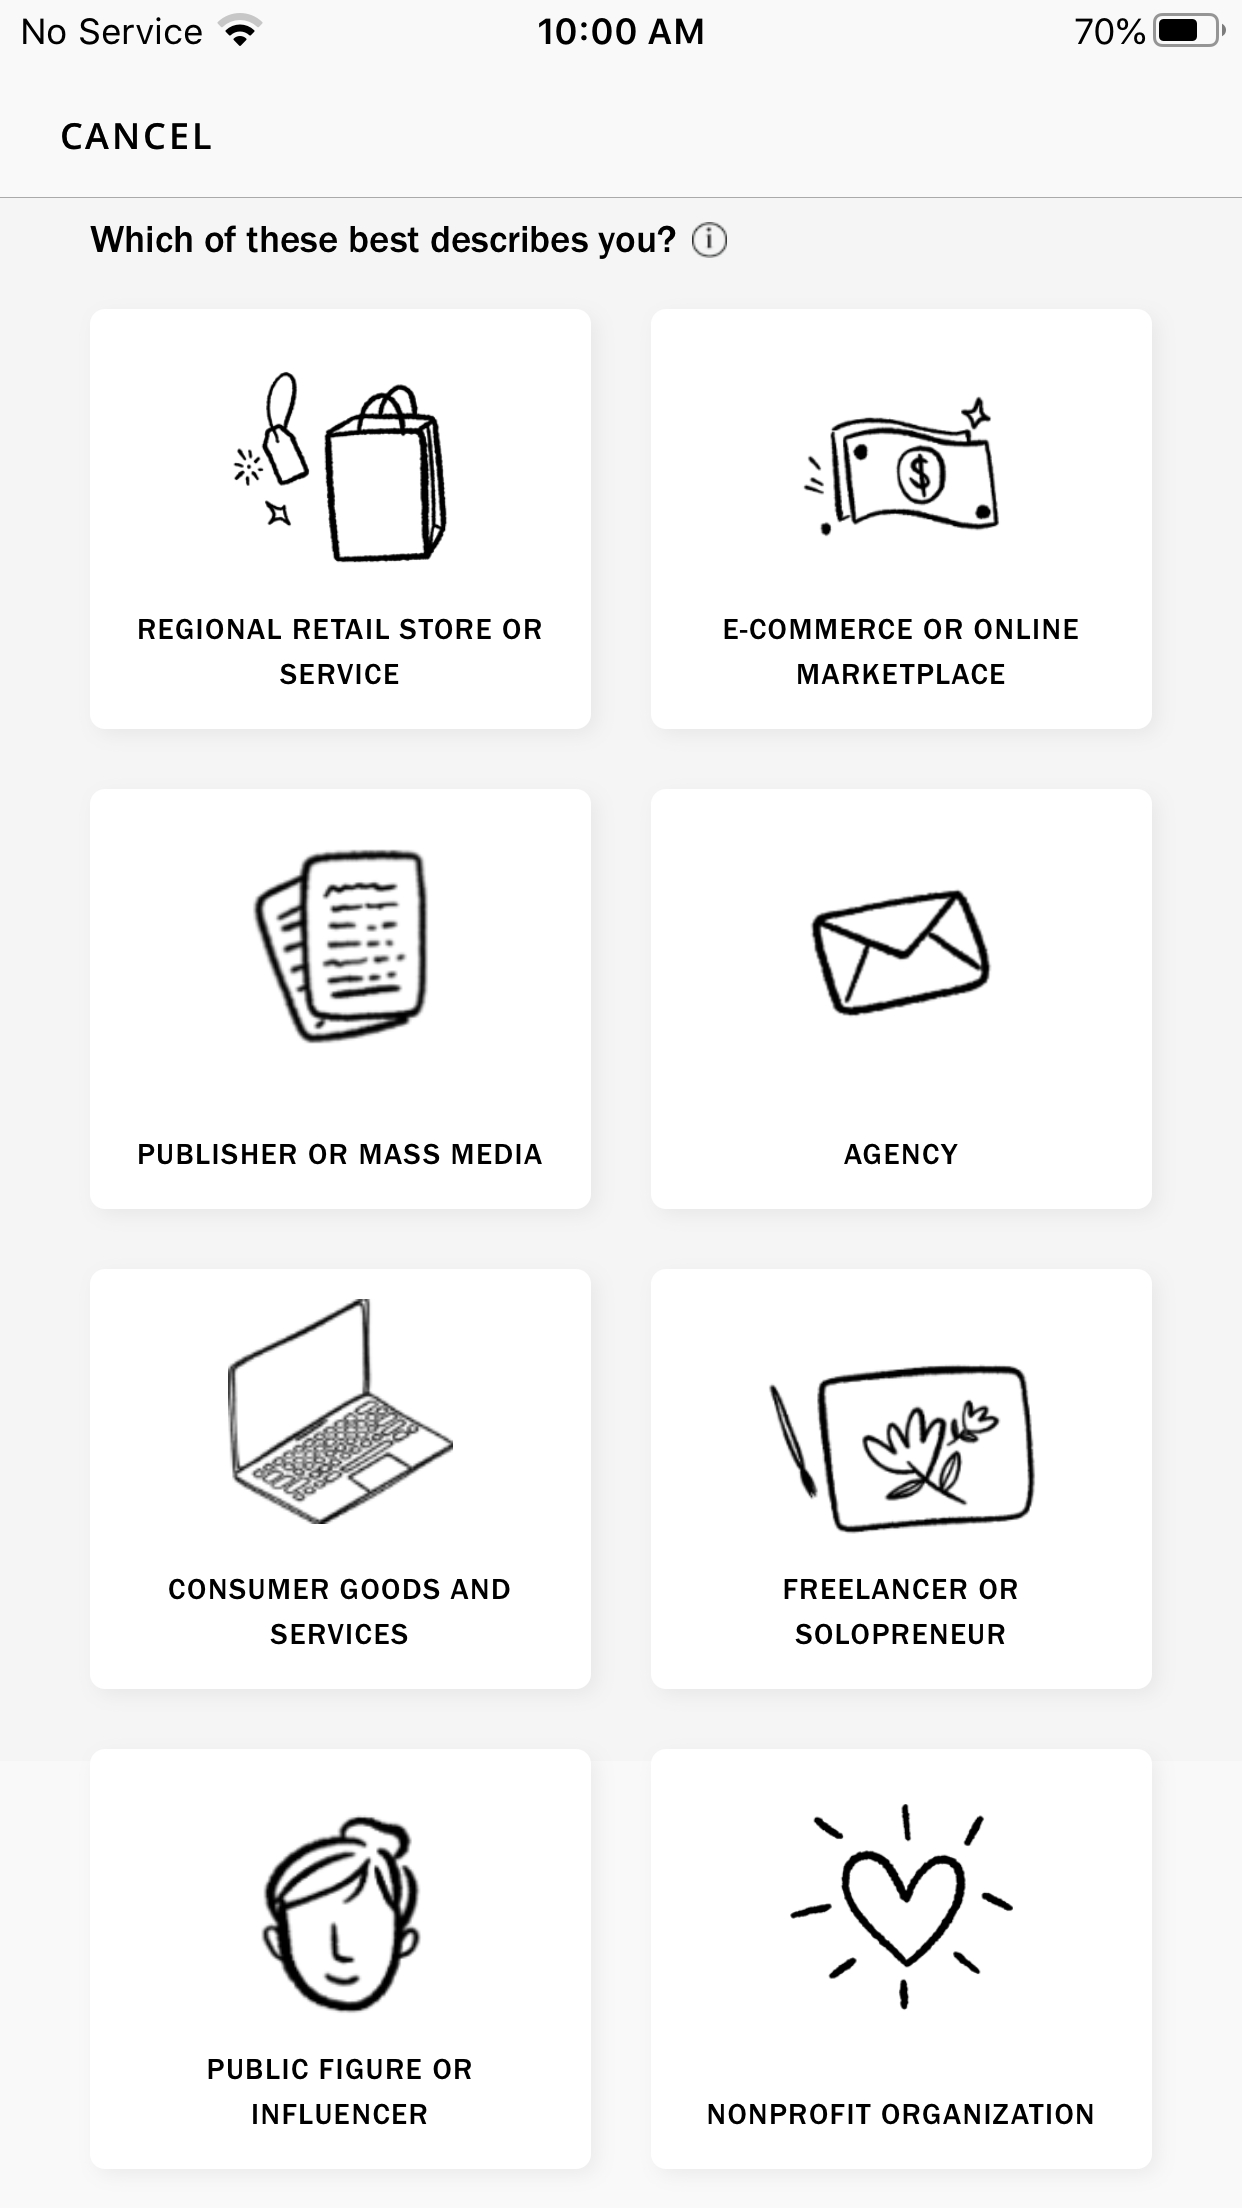 No Service
10:00 AM
70%
CANCEL
Which of these best describes you?
REGIONAL RETAIL STORE OR
SERVICE
E-COMMERCE OR ONLINE
MARKETPLACE
PUBLISHER OR MASS MEDIA
AGENCY
CONSUMER GOODS AND
SERVICES
FREELANCER OR
SOLOPRENEUR
PUBLIC FIGURE OR
INFLUENCER
NONPROFIT ORGANIZATION